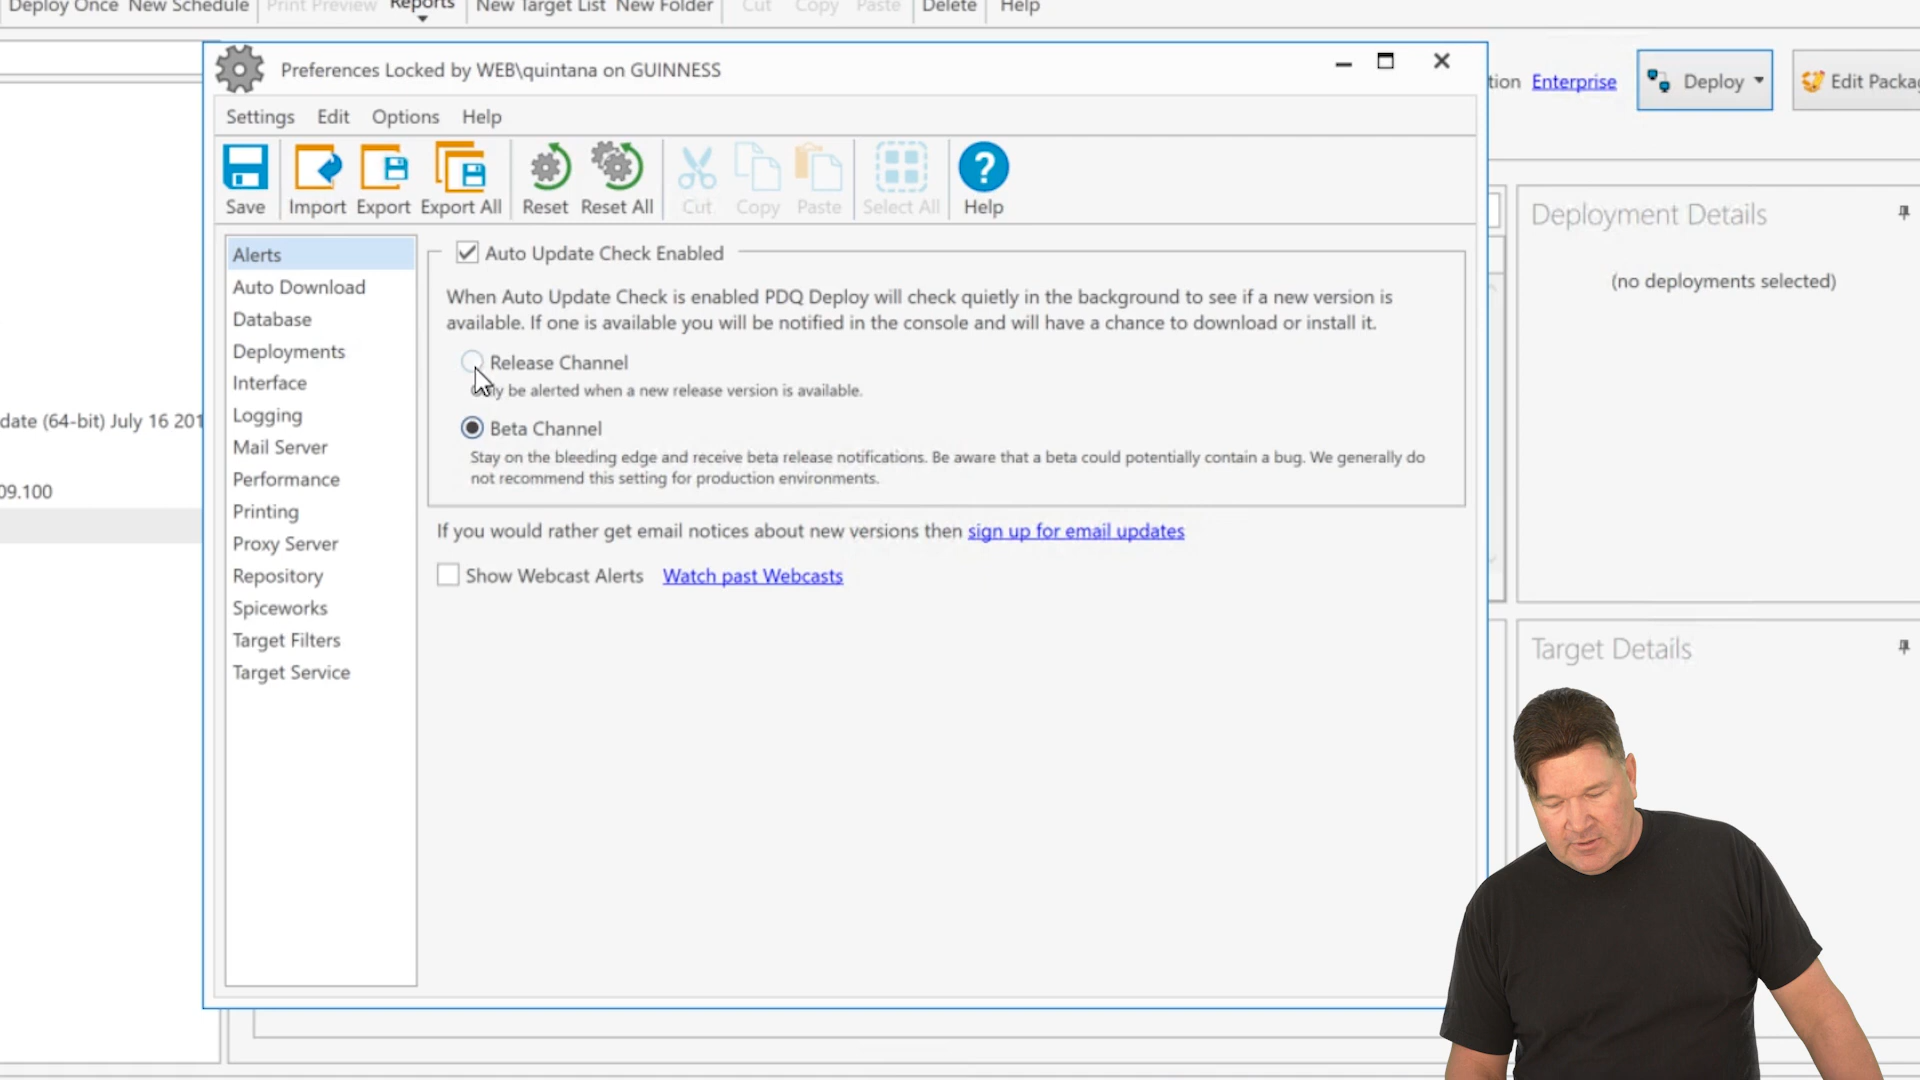 Deploy Once New Schedule Print Preview Reports New Target List New Folder Cut Copy Paste Delete Help
Preferences Locked by WEB\quintana on GUINNESS
tion Enterprise Deploy Edit Packag
Settings Edit Options Help
Save Import Export Export All Reset Reset All Cut Copy Paste Select All Help
Deployment Details
(no deployments selected)
Alerts
Auto Download
Database
Deployments
Interface
Logging
Mail Server
Performance
Printing
Proxy Server
Repository
Spiceworks
Target Filters
Target Service
Auto Update Check Enabled
When Auto Update Check is enabled PDQ Deploy will check quietly in the background to see if a new version is
available. If one is available you will be notified in the console and will have a chance to download or install it.
Release Channel
be alerted when a new release version is available.
Beta Channel
Stay on the bleeding edge and receive beta release notifications. Be aware that a beta could potentially contain a bug. We generally do
not recommend this setting for production environments.
If you would rather get email notices about new versions then sign up for email updates
Show Webcast Alerts Watch past Webcasts
date (64-bit) July 16 201
09.100
Target Details